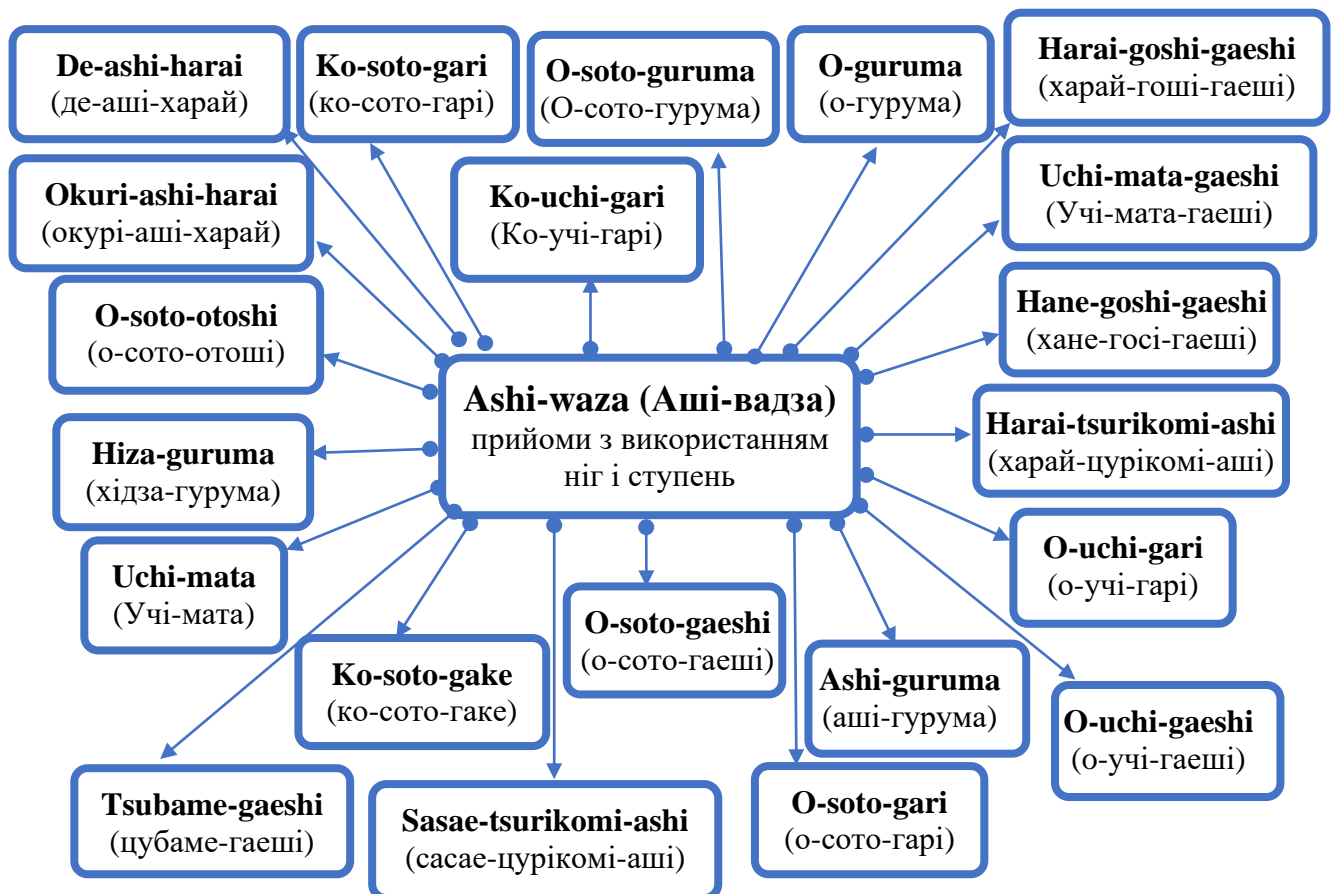 De-ashi-harai
(де-аші-харай)
Ko-soto-gari
(ко-сото-гарі)
O-soto-guruma
(О-сото-гурума)
O-guruma
(о-гурума)
Harai-goshi-gaeshi
(харай-гоші-гаеші)
Okuri-ashi-harai
(окурі-аші-харай)
Ko-uchi-gari
(Ко-учі-гарі)
Uchi-mata-gaeshi
(Учі-мата-гаеші)
O-soto-otoshi
(о-сото-отоші)
Hane-goshi-gaeshi
(хане-госі-гаеші)
Ashi-waza (Аші-вадза)
прийоми з використанням
ніг і ступень
Hiza-guruma
(хідза-гурума)
Harai-tsurikomi-ashi
(харай-цурікомі-аші)
Uchi-mata
(Учі-мата)
O-uchi-gari
(о-учі-гарі)
Ko-soto-gake
(ко-сото-гаке)
O-soto-gaeshi
(о-сото-гаеші)
Ashi-guruma
(аші-гурума)
O-uchi-gaeshi
(о-учі-гаеші)
Tsubame-gaeshi
(цубаме-гаеші)
Sasae-tsurikomi-ashi
(сасае-цурікомі-аші)
O-soto-gari
(о-сото-гарі)